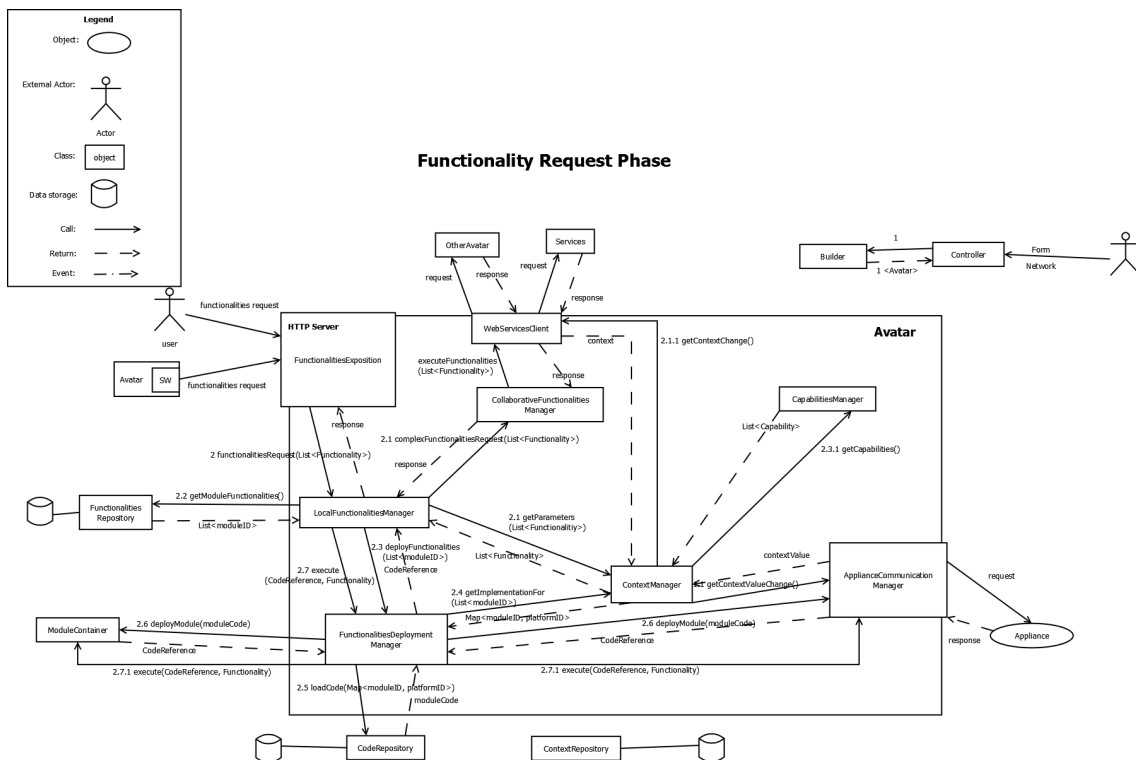 Legend
Object:
External Actor:
Actor
Class:
object
Data storage:
Call:
Return:
Event:
Functionality Request Phase
OtherAvatar
Services
request
response
request
response
Builder
1
1 <Avatar>
Controller
Form
Network
user
functionalities request
Avatar
SW
functionalities request
HTTP Server
FunctionalitiesExposition
WebServicesClient
context
2.1.1 getContextChange()
Avatar
executeFunctionalities
(List<Functionality>)
response
CollaborativeFunctionalities
Manager
CapabilitiesManager
List<Capability>
2.3.1 getCapabilities()
response
2.1 complexFunctionalitiesRequest(List<Functionality>)
2 functionalitiesRequest(List<Functionality>)
response
Functionalities
Repository
2.2 getModuleFunctionalities()
List<moduleID>
LocalFunctionalitiesManager
2.1 getParameters
(List<Functionaltiy>)
List<Functionality>
2.3 deployFunctionalities
(List<moduleID>)
CodeReference
2.7 execute
(CodeReference, Functionality)
2.4 getImplementationFor
(List<moduleID>)
Map<moduleID, platformID>
ContextManager
contextValue
getContextValueChange()
ApplianceCommunication
Manager
request
response
Appliance
ModuleContainer
2.6 deployModule(moduleCode)
CodeReference
FunctionalitiesDeployment
Manager
2.6 deployModule(moduleCode)
CodeReference
2.7.1 execute(CodeReference, Functionality)
2.7.1 execute(CodeReference, Functionality)
2.5 loadCode(Map<moduleID, platformID>)
moduleCode
CodeRepository
ContextRepository